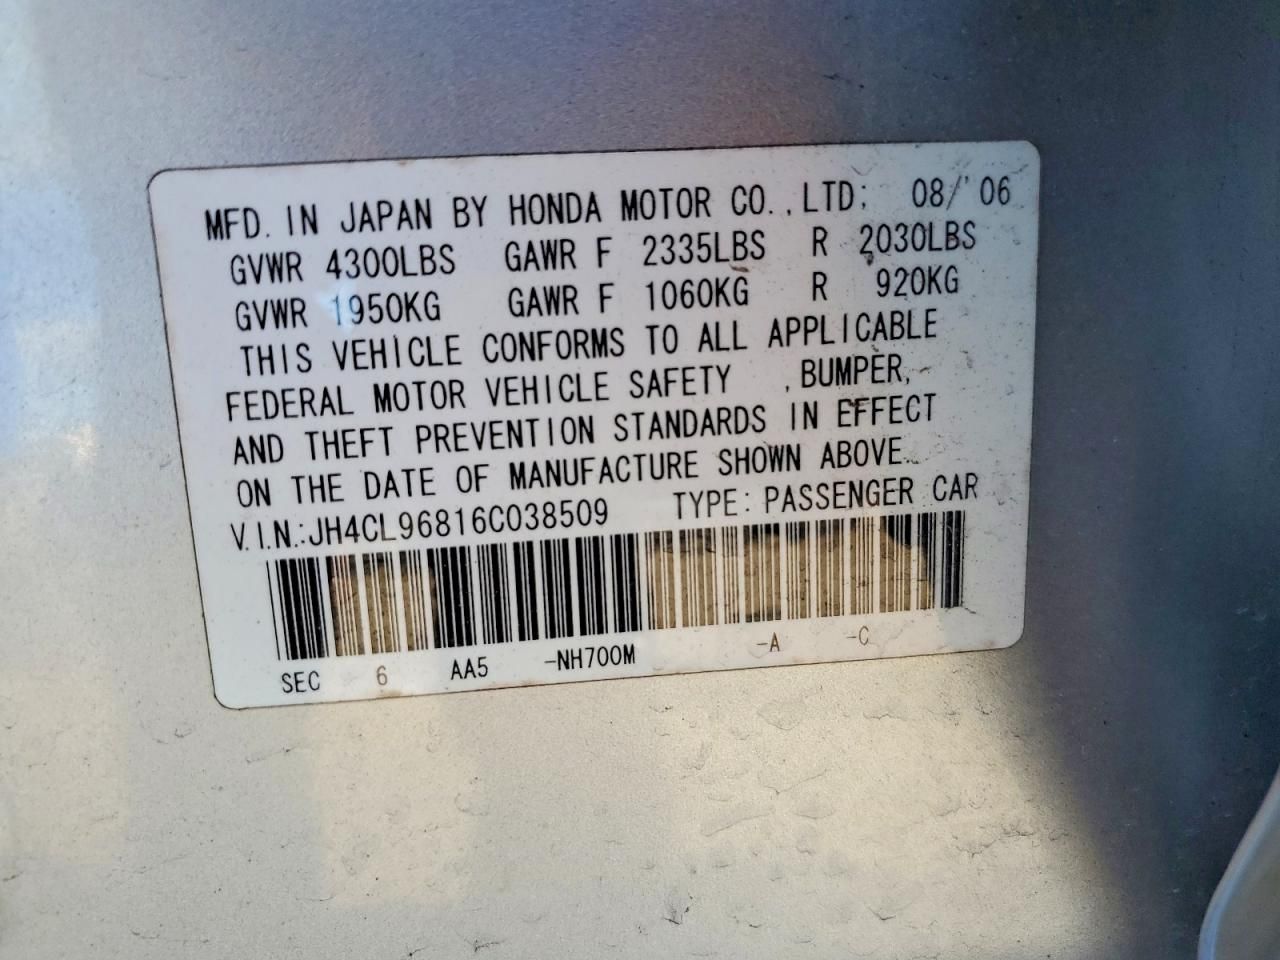 MFD. IN JAPAN BY HONDA MOTOR CO.,LTD; 08/'06
GVWR 4300LBS GAWR F 2335LBS R 2030LBS
GVWR 1950KG GAWR F 1060KG R 920KG
THIS VEHICLE CONFORMS TO ALL APPLICABLE
FEDERAL MOTOR VEHICLE SAFETY , BUMPER,
AND THEFT PREVENTION STANDARDS IN EFFECT
ON THE DATE OF MANUFACTURE SHOWN ABOVE.
V.I.N.:JH4CL96816C038509 TYPE: PASSENGER CAR
SEC 6 AA5 -NH700M -A -C